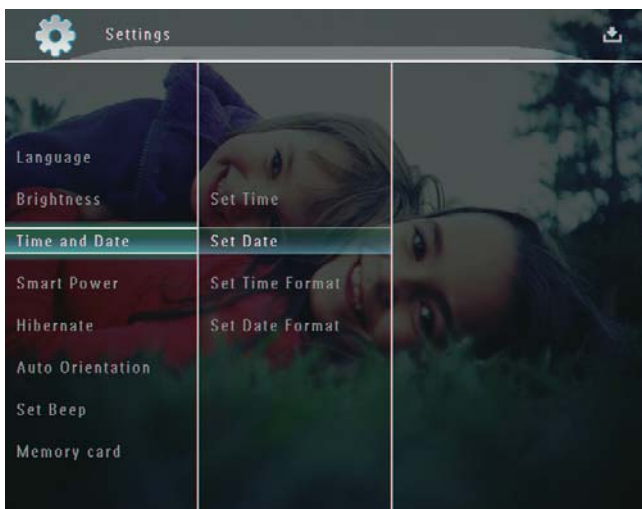 Settings
Language
Brightness
Time and Date
Smart Power
Hibernate
Auto Orientation
Set Beep
Memory card
Set Time
Set Date
Set Time Format
Set Date Format